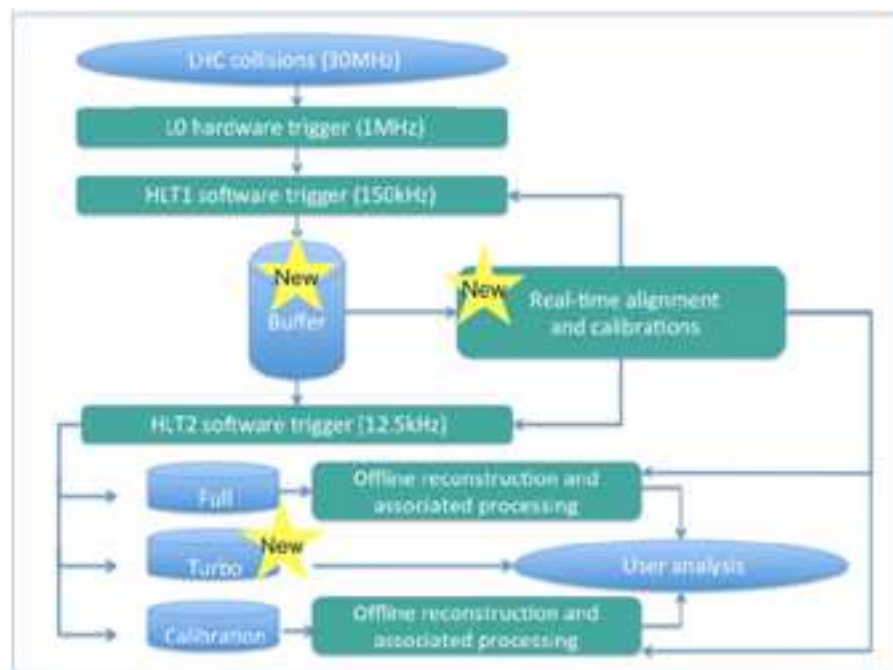 LHC collisions (30MHz)
L0 hardware trigger (1MHz)
HLT1 software trigger (150kHz)
New
Buffer
New
Real-time alignment
and calibrations
HLT2 software trigger (12.5kHz)
Full
Offline reconstruction and
associated processing
New
Turbo
User analysis
Calibration
Offline reconstruction and
associated processing